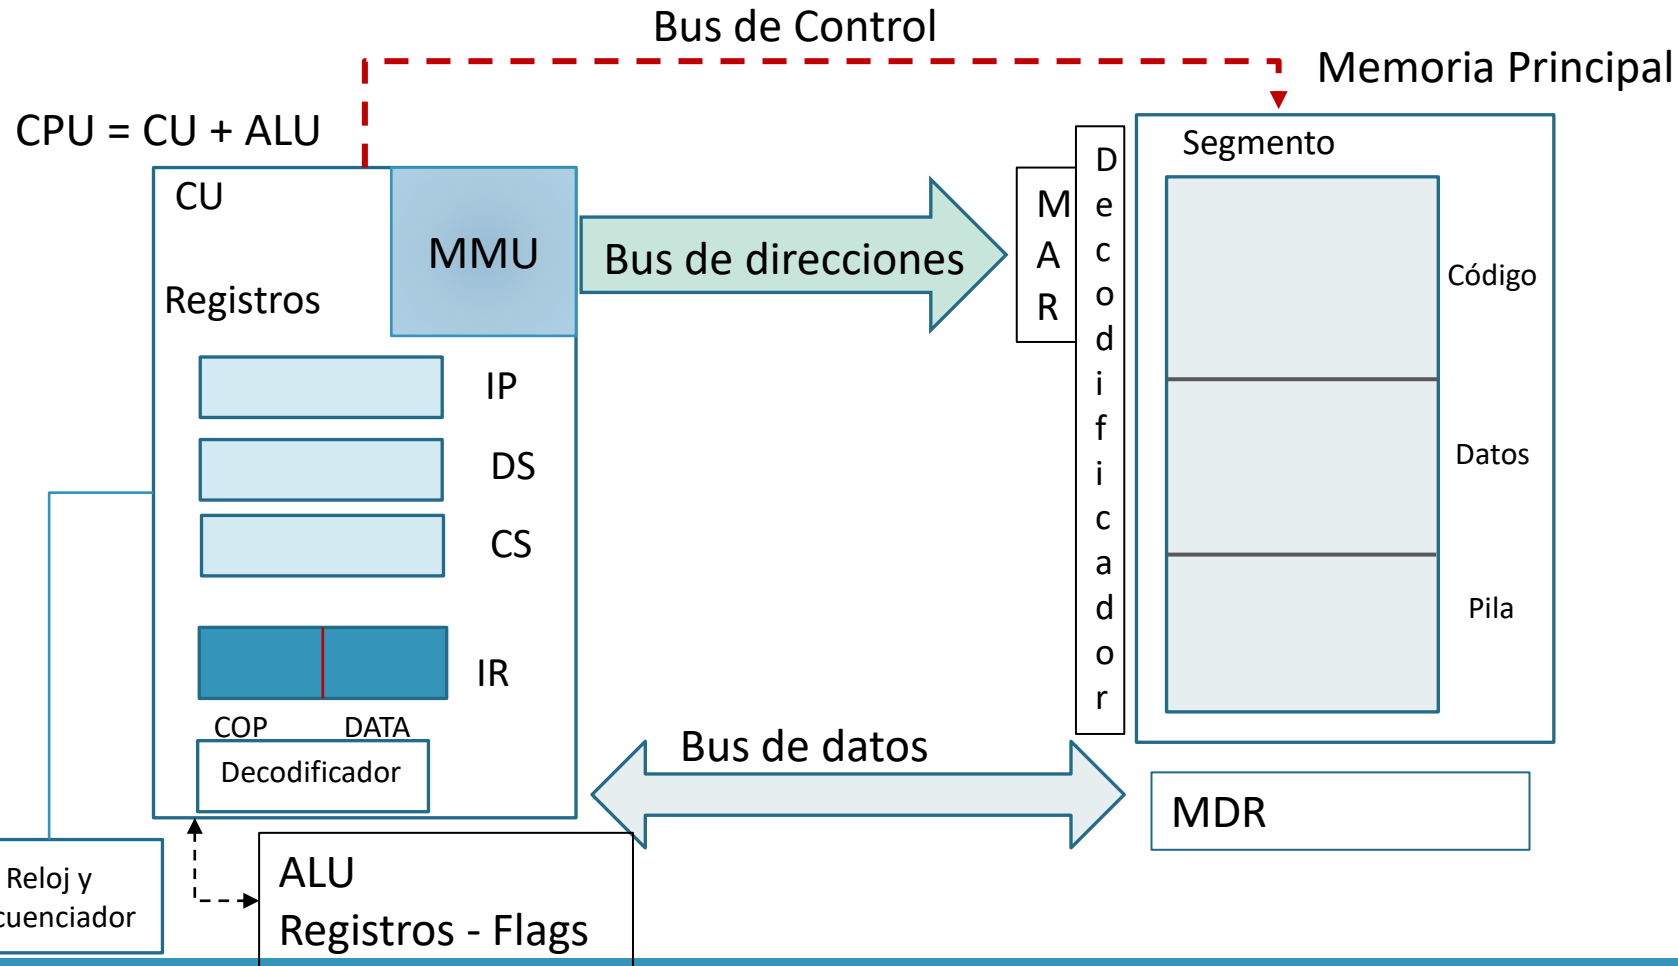 Bus de Control
Memoria Principal
CPU = CU + ALU
CU
MMU
Registros
IP
DS
CS
IR
COP
DATA
Decodificador
Bus de direcciones
M
A
R
D
e
c
o
d
i
f
i
c
a
d
o
r
Segmento
Código
Datos
Pila
Bus de datos
MDR
Reloj y
cuenciador
ALU
Registros - Flags